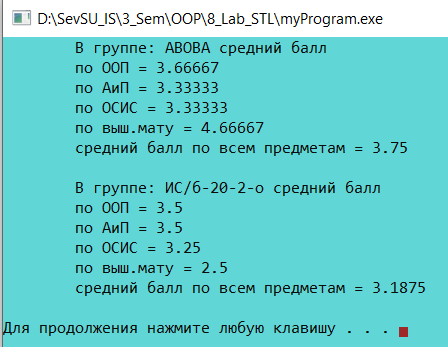 D:\SevSU_IS\3_Sem\OOP\8_Lab_STL\myProgram.exe
В группе: АВОВА средний балл
по ООП = 3.66667
по АиП = 3.33333
по ОСИС = 3.33333
по выш.мату = 4.66667
средний балл по всем предметам = 3.75
В группе: ИС/б-20-2-о средний балл
по ООП = 3.5
по АиП = 3.5
по ОСИС = 3.25
по выш.мату = 2.5
средний балл по всем предметам = 3.1875
Для продолжения нажмите любую клавишу . . .